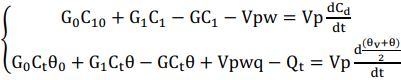 G₀C₁₀ + G₁C₁ − GC₁ − Vpw = Vp dC_d/dt
G₀C_tθ₀ + G₁C_tθ − GC_tθ + Vpwq − Q_t = Vp d((θ_v+θ)/2)/dt